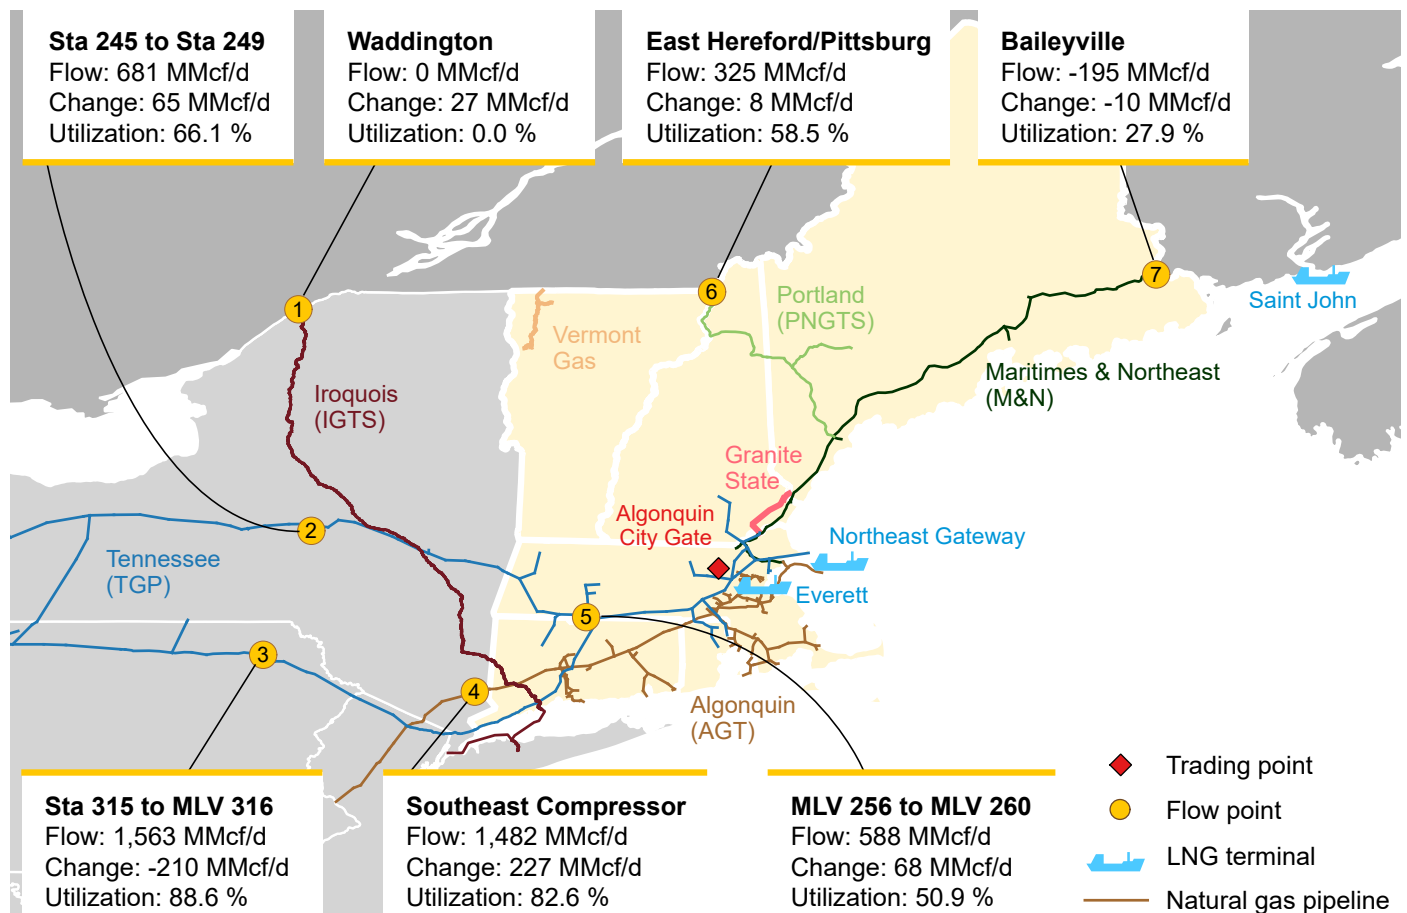 Sta 245 to Sta 249
Flow: 681 MMcf/d
Change: 65 MMcf/d
Utilization: 66.1 %
Waddington
Flow: 0 MMcf/d
Change: 27 MMcf/d
Utilization: 0.0 %
East Hereford/Pittsburg
Flow: 325 MMcf/d
Change: 8 MMcf/d
Utilization: 58.5 %
Baileyville
Flow: -195 MMcf/d
Change: -10 MMcf/d
Utilization: 27.9 %
1
6
7
Saint John
Portland
(PNGTS)
Vermont
Gas
Iroquois
(IGTS)
Maritimes & Northeast
(M&N)
Granite
State
Algonquin
City Gate
2
Northeast Gateway
Tennessee
(TGP)
Everett
5
3
4
Algonquin
(AGT)
Sta 315 to MLV 316
Flow: 1,563 MMcf/d
Change: -210 MMcf/d
Utilization: 88.6 %
Southeast Compressor
Flow: 1,482 MMcf/d
Change: 227 MMcf/d
Utilization: 82.6 %
MLV 256 to MLV 260
Flow: 588 MMcf/d
Change: 68 MMcf/d
Utilization: 50.9 %
Trading point
Flow point
LNG terminal
Natural gas pipeline